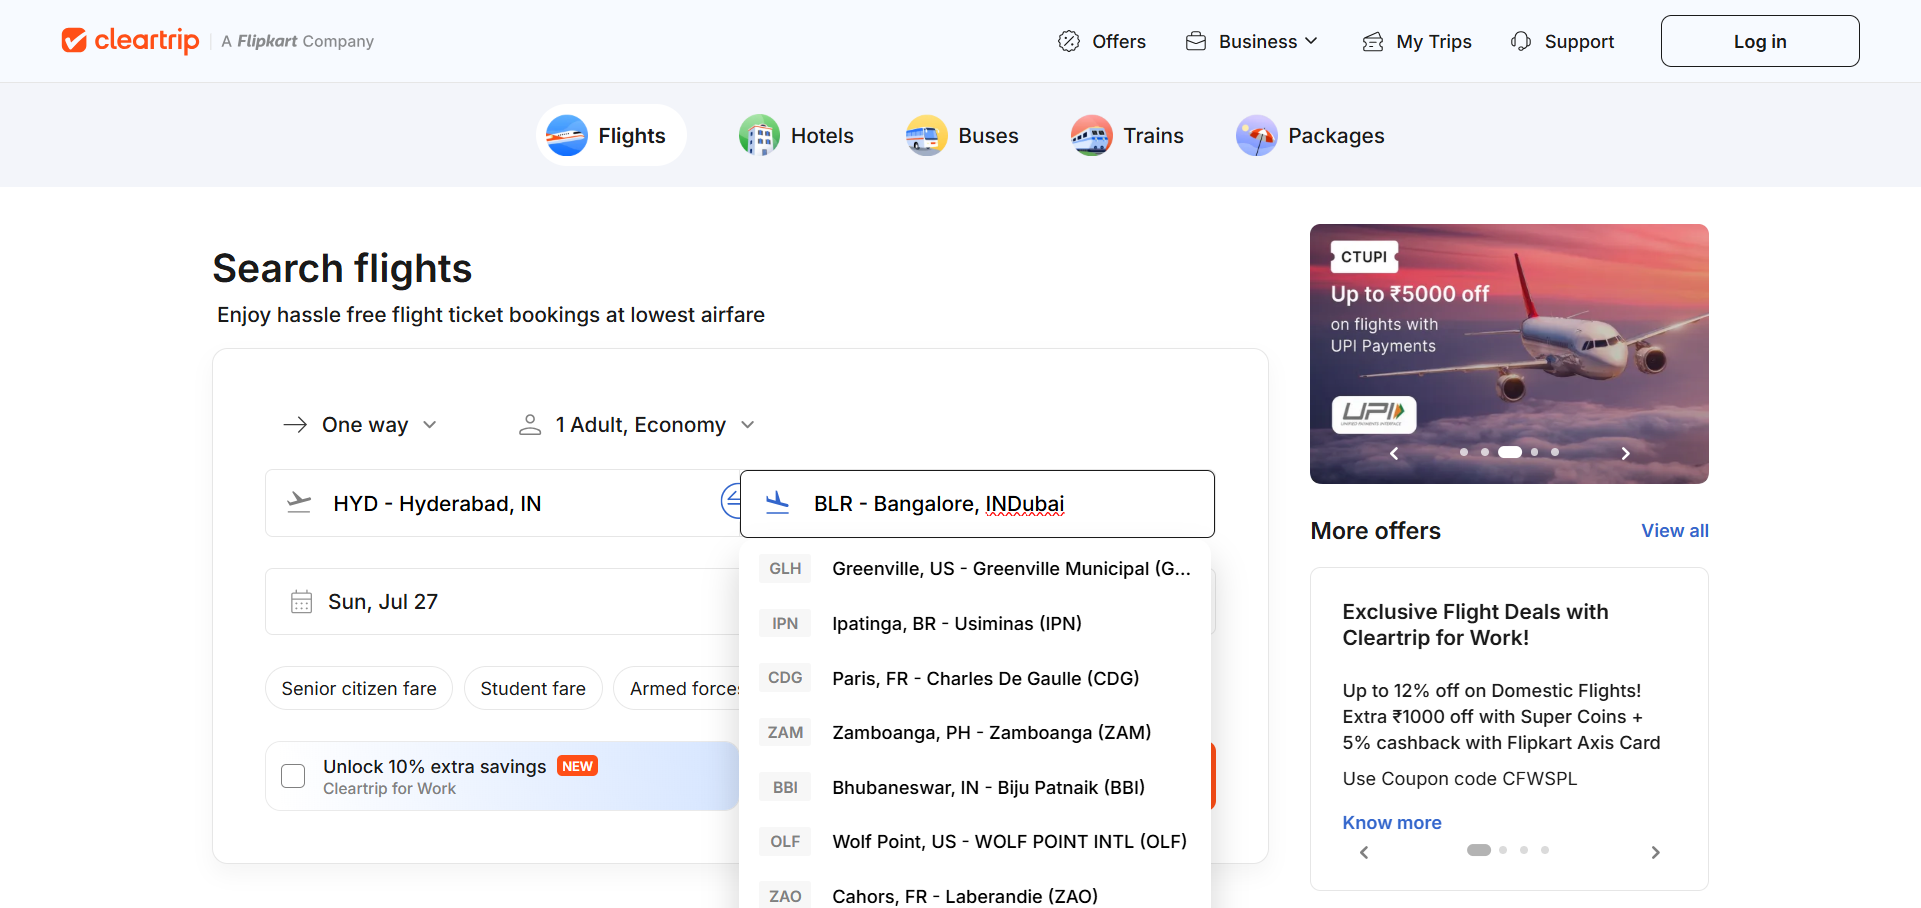 cleartrip
A Flipkart Company
Offers
Business
My Trips
Support
Log in
Flights
Hotels
Buses
Trains
Packages
Search flights
Enjoy hassle free flight ticket bookings at lowest airfare
One way
1 Adult, Economy
HYD - Hyderabad, IN
BLR - Bangalore, INDubai
Sun, Jul 27
Senior citizen fare
Student fare
Armed forces
Unlock 10% extra savings NEW
Cleartrip for Work
GLH Greenville, US - Greenville Municipal (G...
IPN Ipatinga, BR - Usiminas (IPN)
CDG Paris, FR - Charles De Gaulle (CDG)
ZAM Zamboanga, PH - Zamboanga (ZAM)
BBI Bhubaneswar, IN - Biju Patnaik (BBI)
OLF Wolf Point, US - WOLF POINT INTL (OLF)
ZAO Cahors, FR - Laberandie (ZAO)
CTUPI
Up to ₹5000 off
on flights with
UPI Payments
UPI
UNIFIED PAYMENTS INTERFACE
More offers
View all
Exclusive Flight Deals with
Cleartrip for Work!
Up to 12% off on Domestic Flights!
Extra ₹1000 off with Super Coins +
5% cashback with Flipkart Axis Card
Use Coupon code CFWSPL
Know more